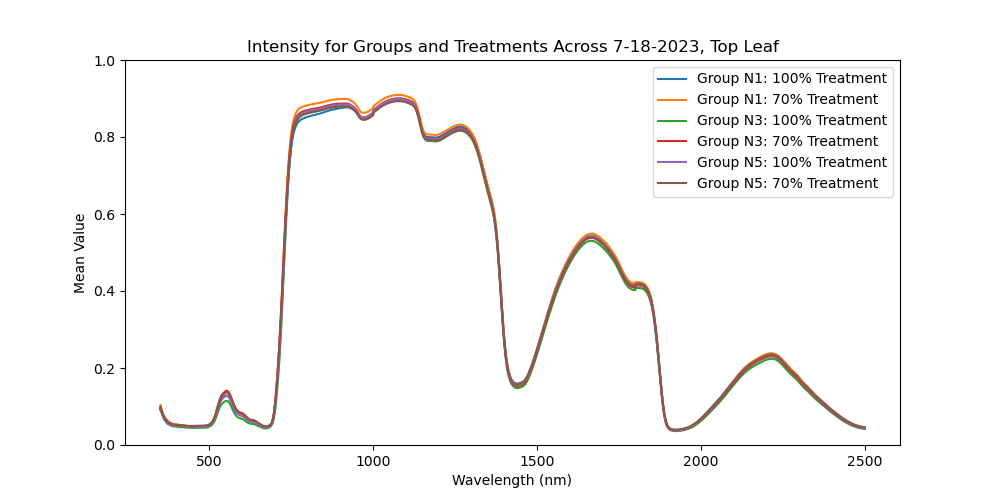 Intensity for Groups and Treatments Across 7-18-2023, Top Leaf
1.0
0.8
0.6
0.4
0.2
0.0
Mean Value
Group N1: 100% Treatment
Group N1: 70% Treatment
Group N3: 100% Treatment
Group N3: 70% Treatment
Group N5: 100% Treatment
Group N5: 70% Treatment
500
1000
1500
2000
2500
Wavelength (nm)